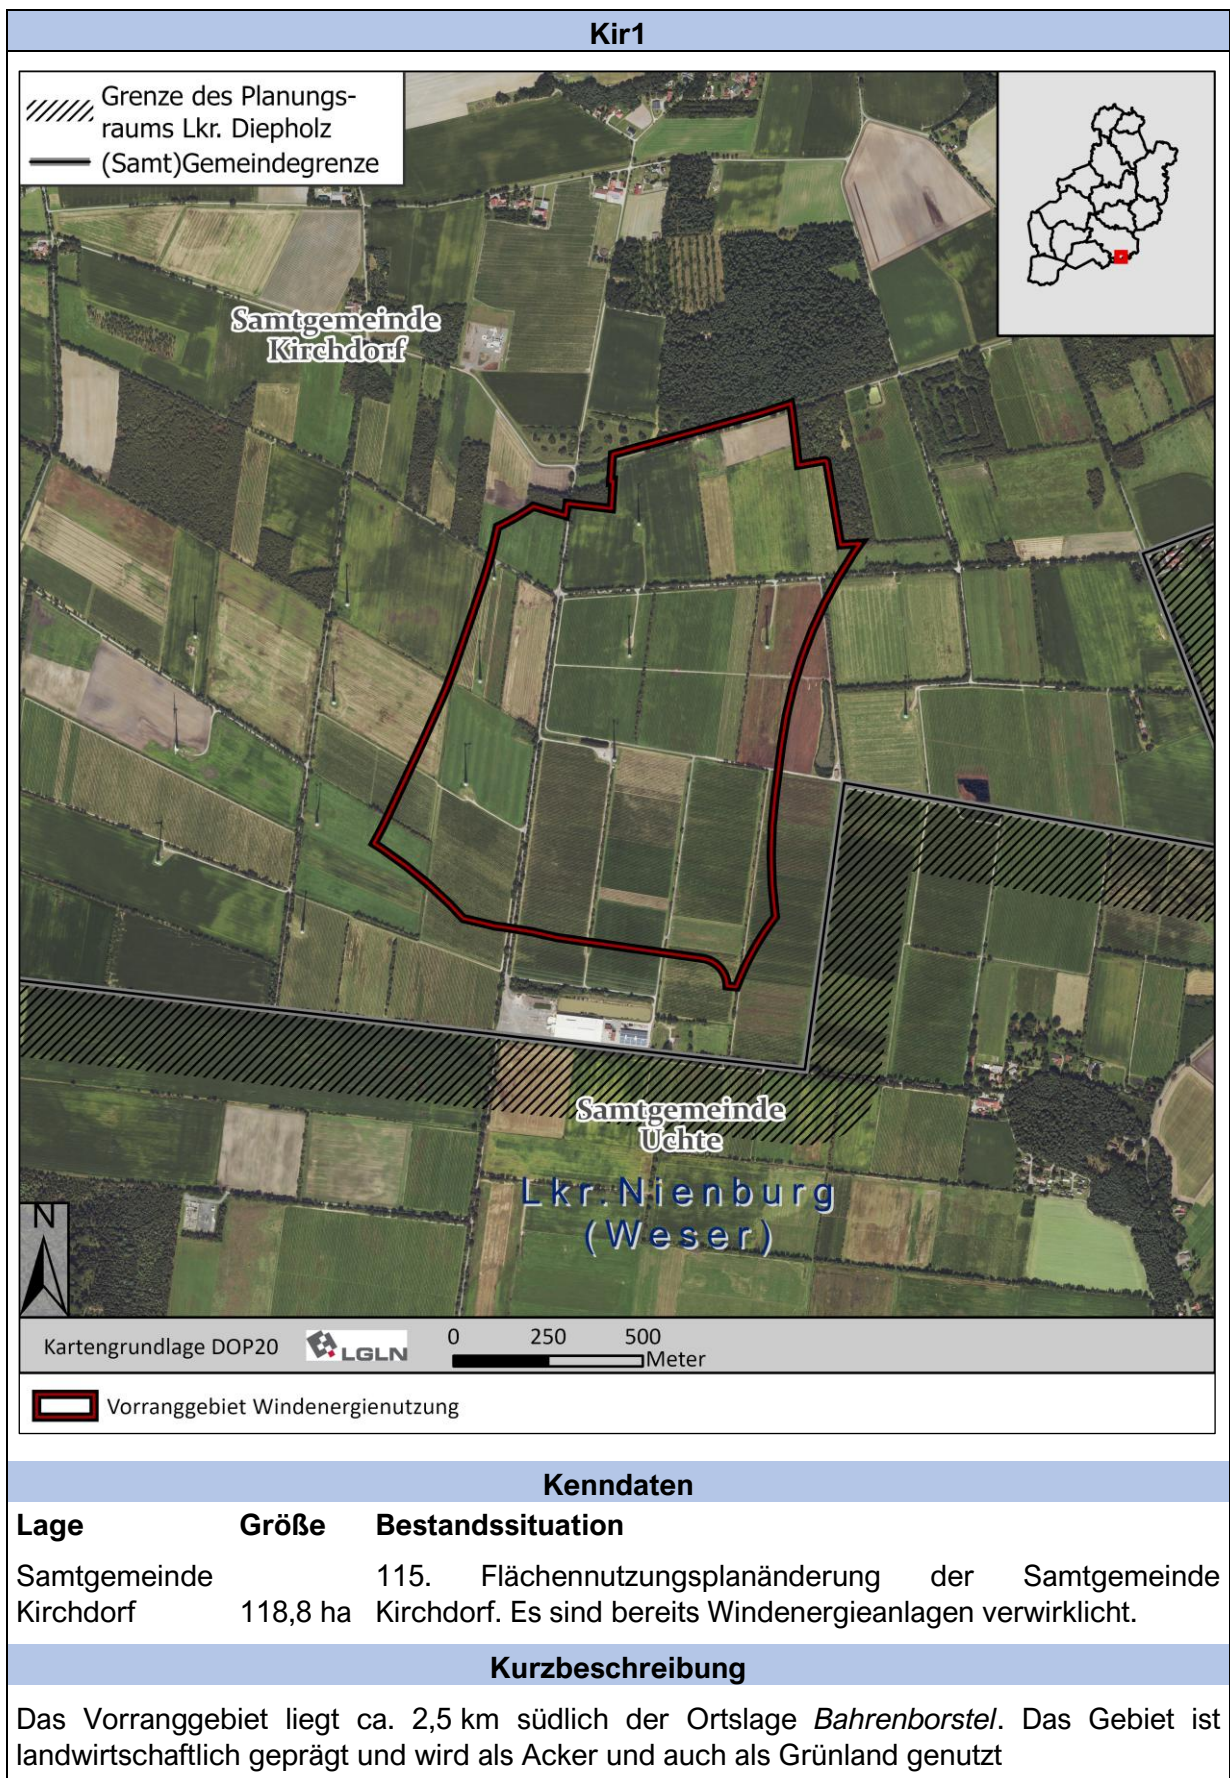 Kir1
Grenze des Planungs-
raums Lkr. Diepholz
(Samt)Gemeindegrenze
Samtgemeinde
Kirchdorf
Samtgemeinde
Uchte
Lkr. Nienburg
(Weser)
N
Kartengrundlage DOP20 LGLN 0 250 500
Meter
Vorranggebiet Windenergienutzung
Kenndaten
Lage Größe Bestandssituation
Samtgemeinde 115. Flächennutzungsplanänderung der Samtgemeinde
Kirchdorf 118,8 ha Kirchdorf. Es sind bereits Windenergieanlagen verwirklicht.
Kurzbeschreibung
Das Vorranggebiet liegt ca. 2,5 km südlich der Ortslage Bahrenborstel. Das Gebiet ist
landwirtschaftlich geprägt und wird als Acker und auch als Grünland genutzt